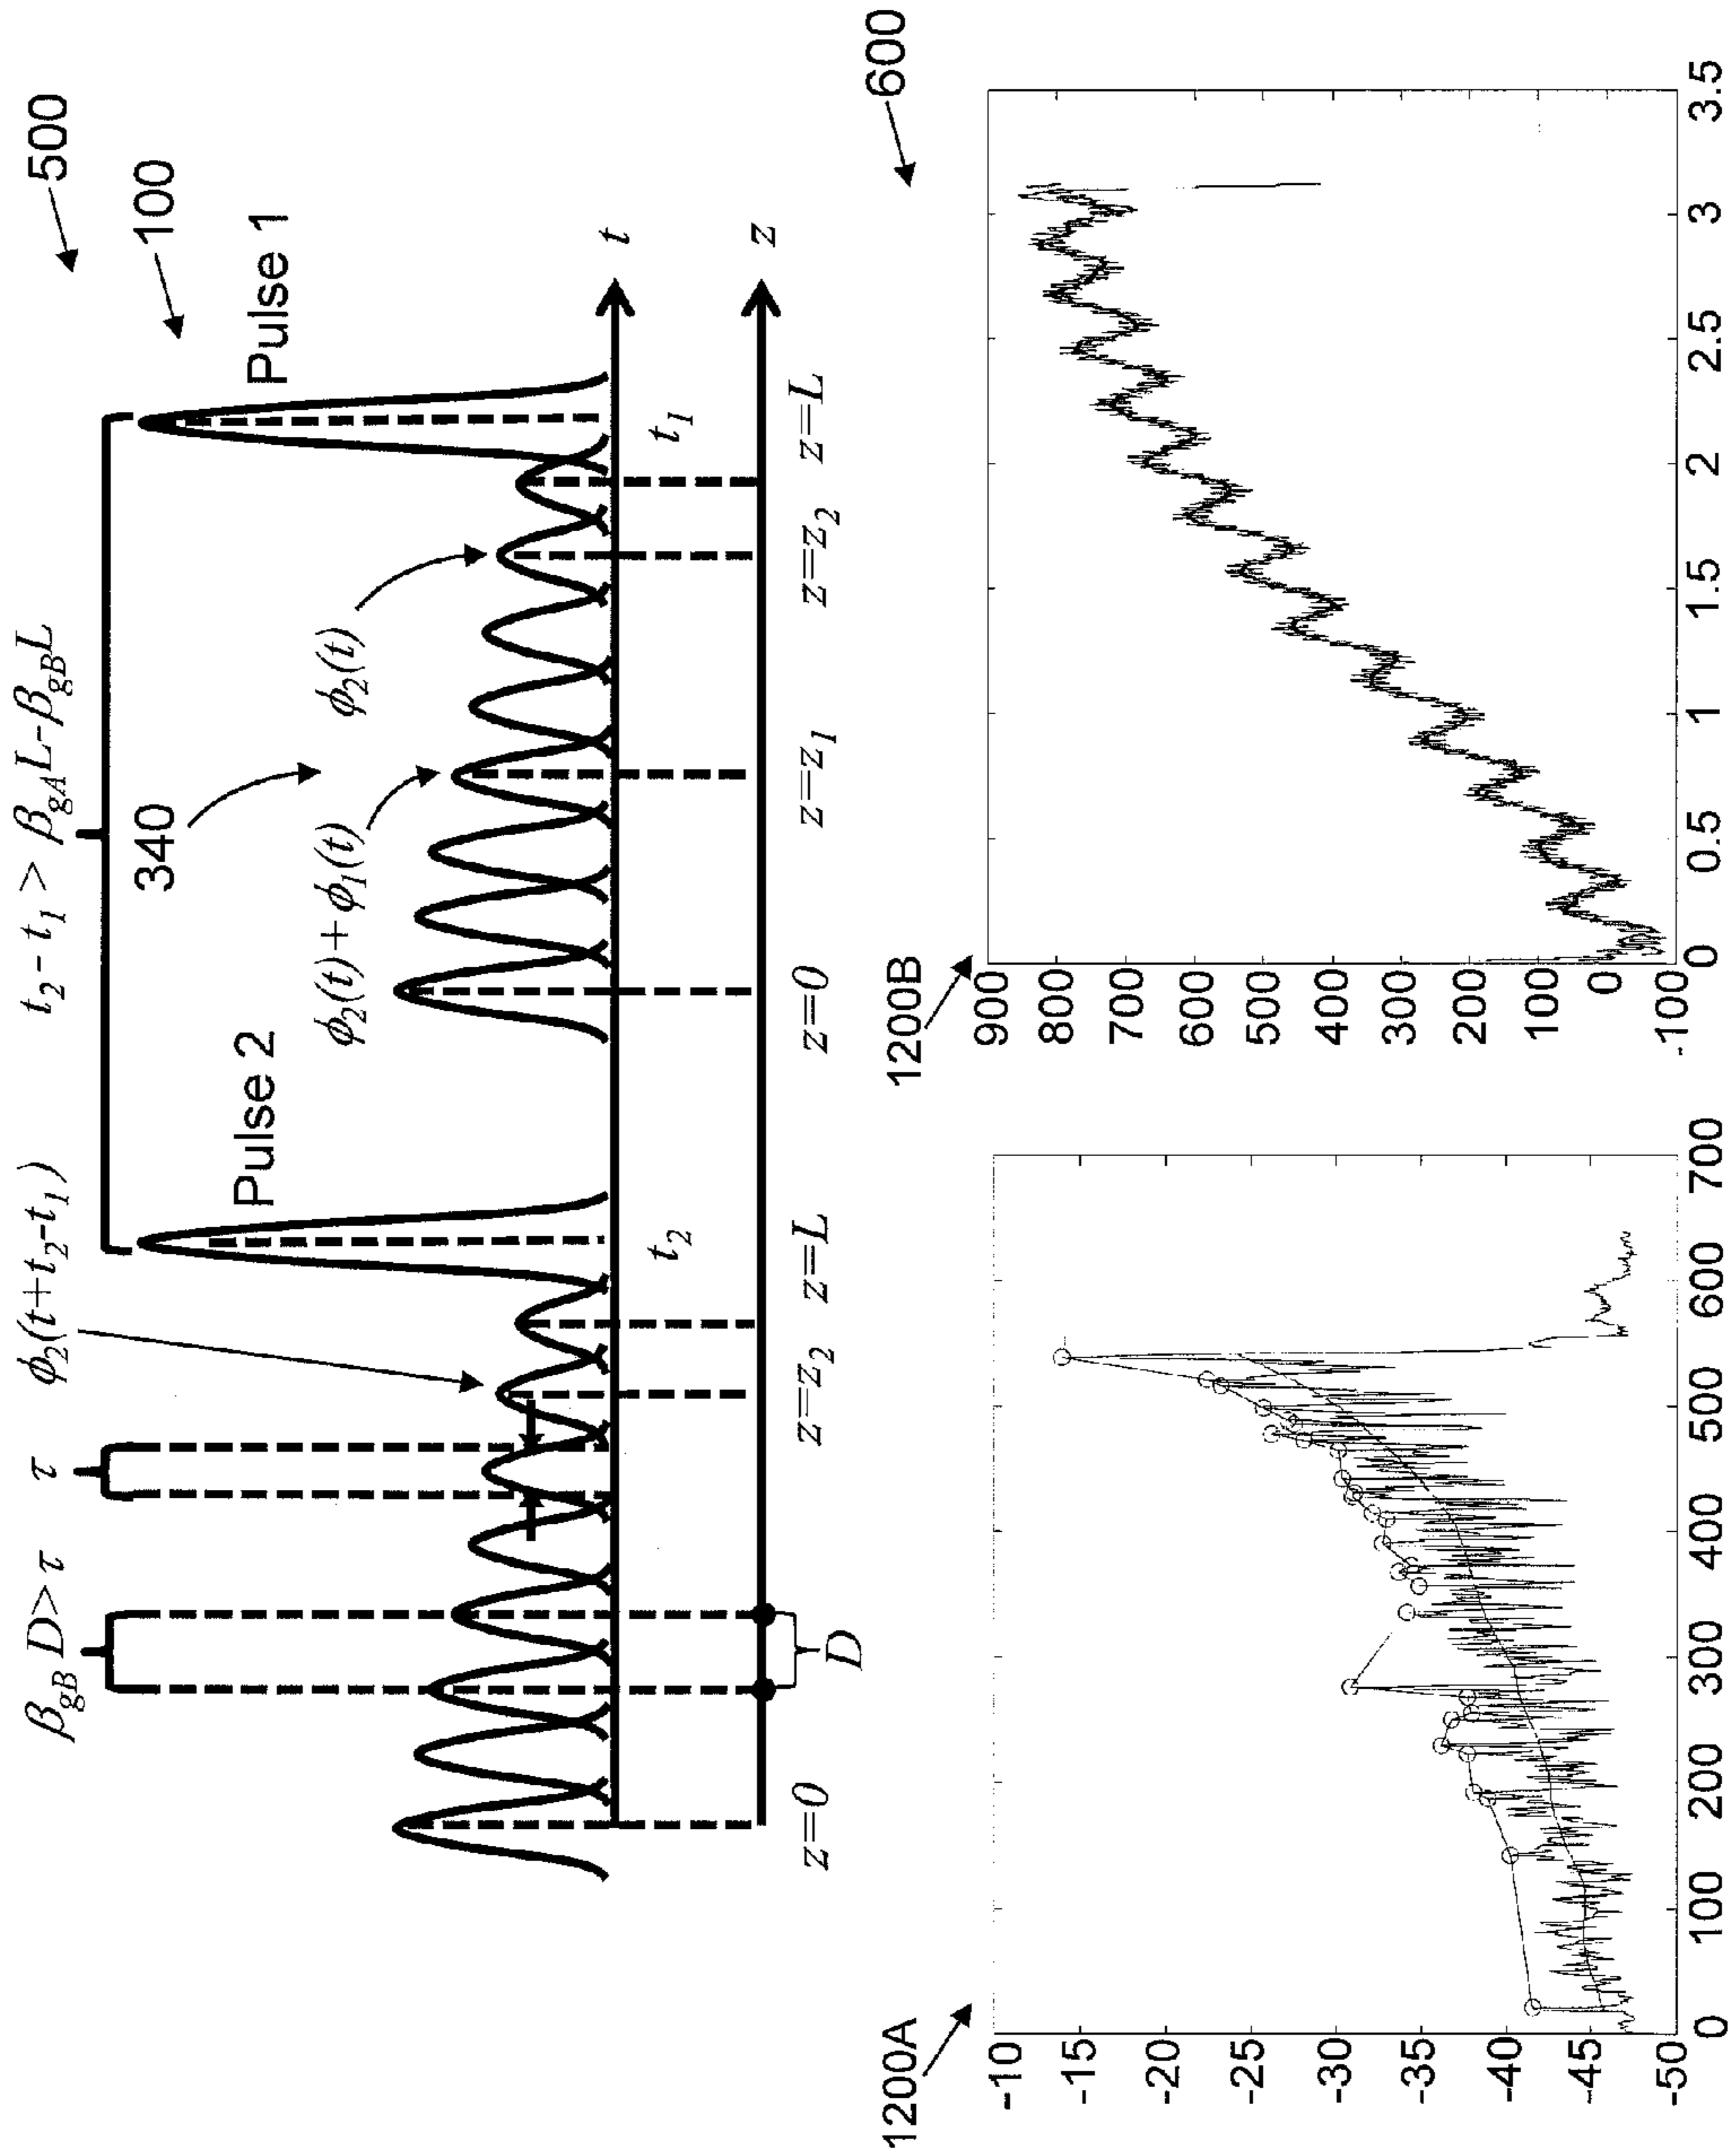 500
100
β_gB D>τ
τ
ϕ₂(t+t₂-t₁)
t₂ - t₁ > β_gA L-β_gB L
Pulse 2
340
Pulse 1
ϕ₂(t)+ϕ₁(t)
ϕ₂(t)
t₂
t₁
t
z
z=0
D
z=z₂
z=L
z=0
z=z₁
z=z₂
z=L
600
1200A
-10
-15
-20
-25
-30
-35
-40
-45
-50
0 100 200 300 400 500 600 700
1200B
900
800
700
600
500
400
300
200
100
0
-100
0 0.5 1 1.5 2 2.5 3 3.5